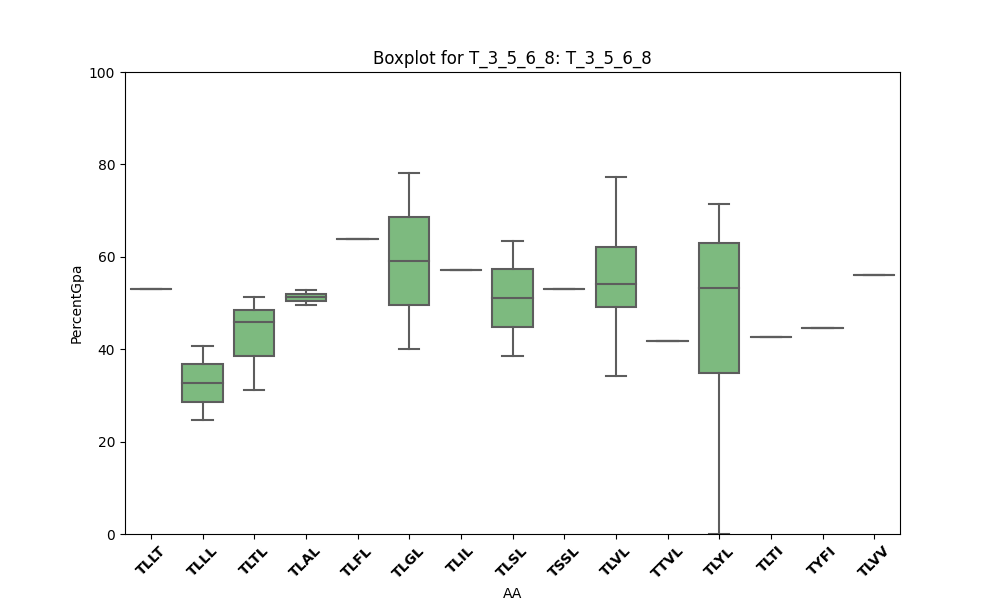 Boxplot for T_3_5_6_8: T_3_5_6_8
100
80
60
40
20
0
PercentGpa
TLLT TLLL TLTL TLAL TLFL TLGL TLIL TLSL TSSL TLVL TTVL TLYL TLTI TYFI TLVV
AA